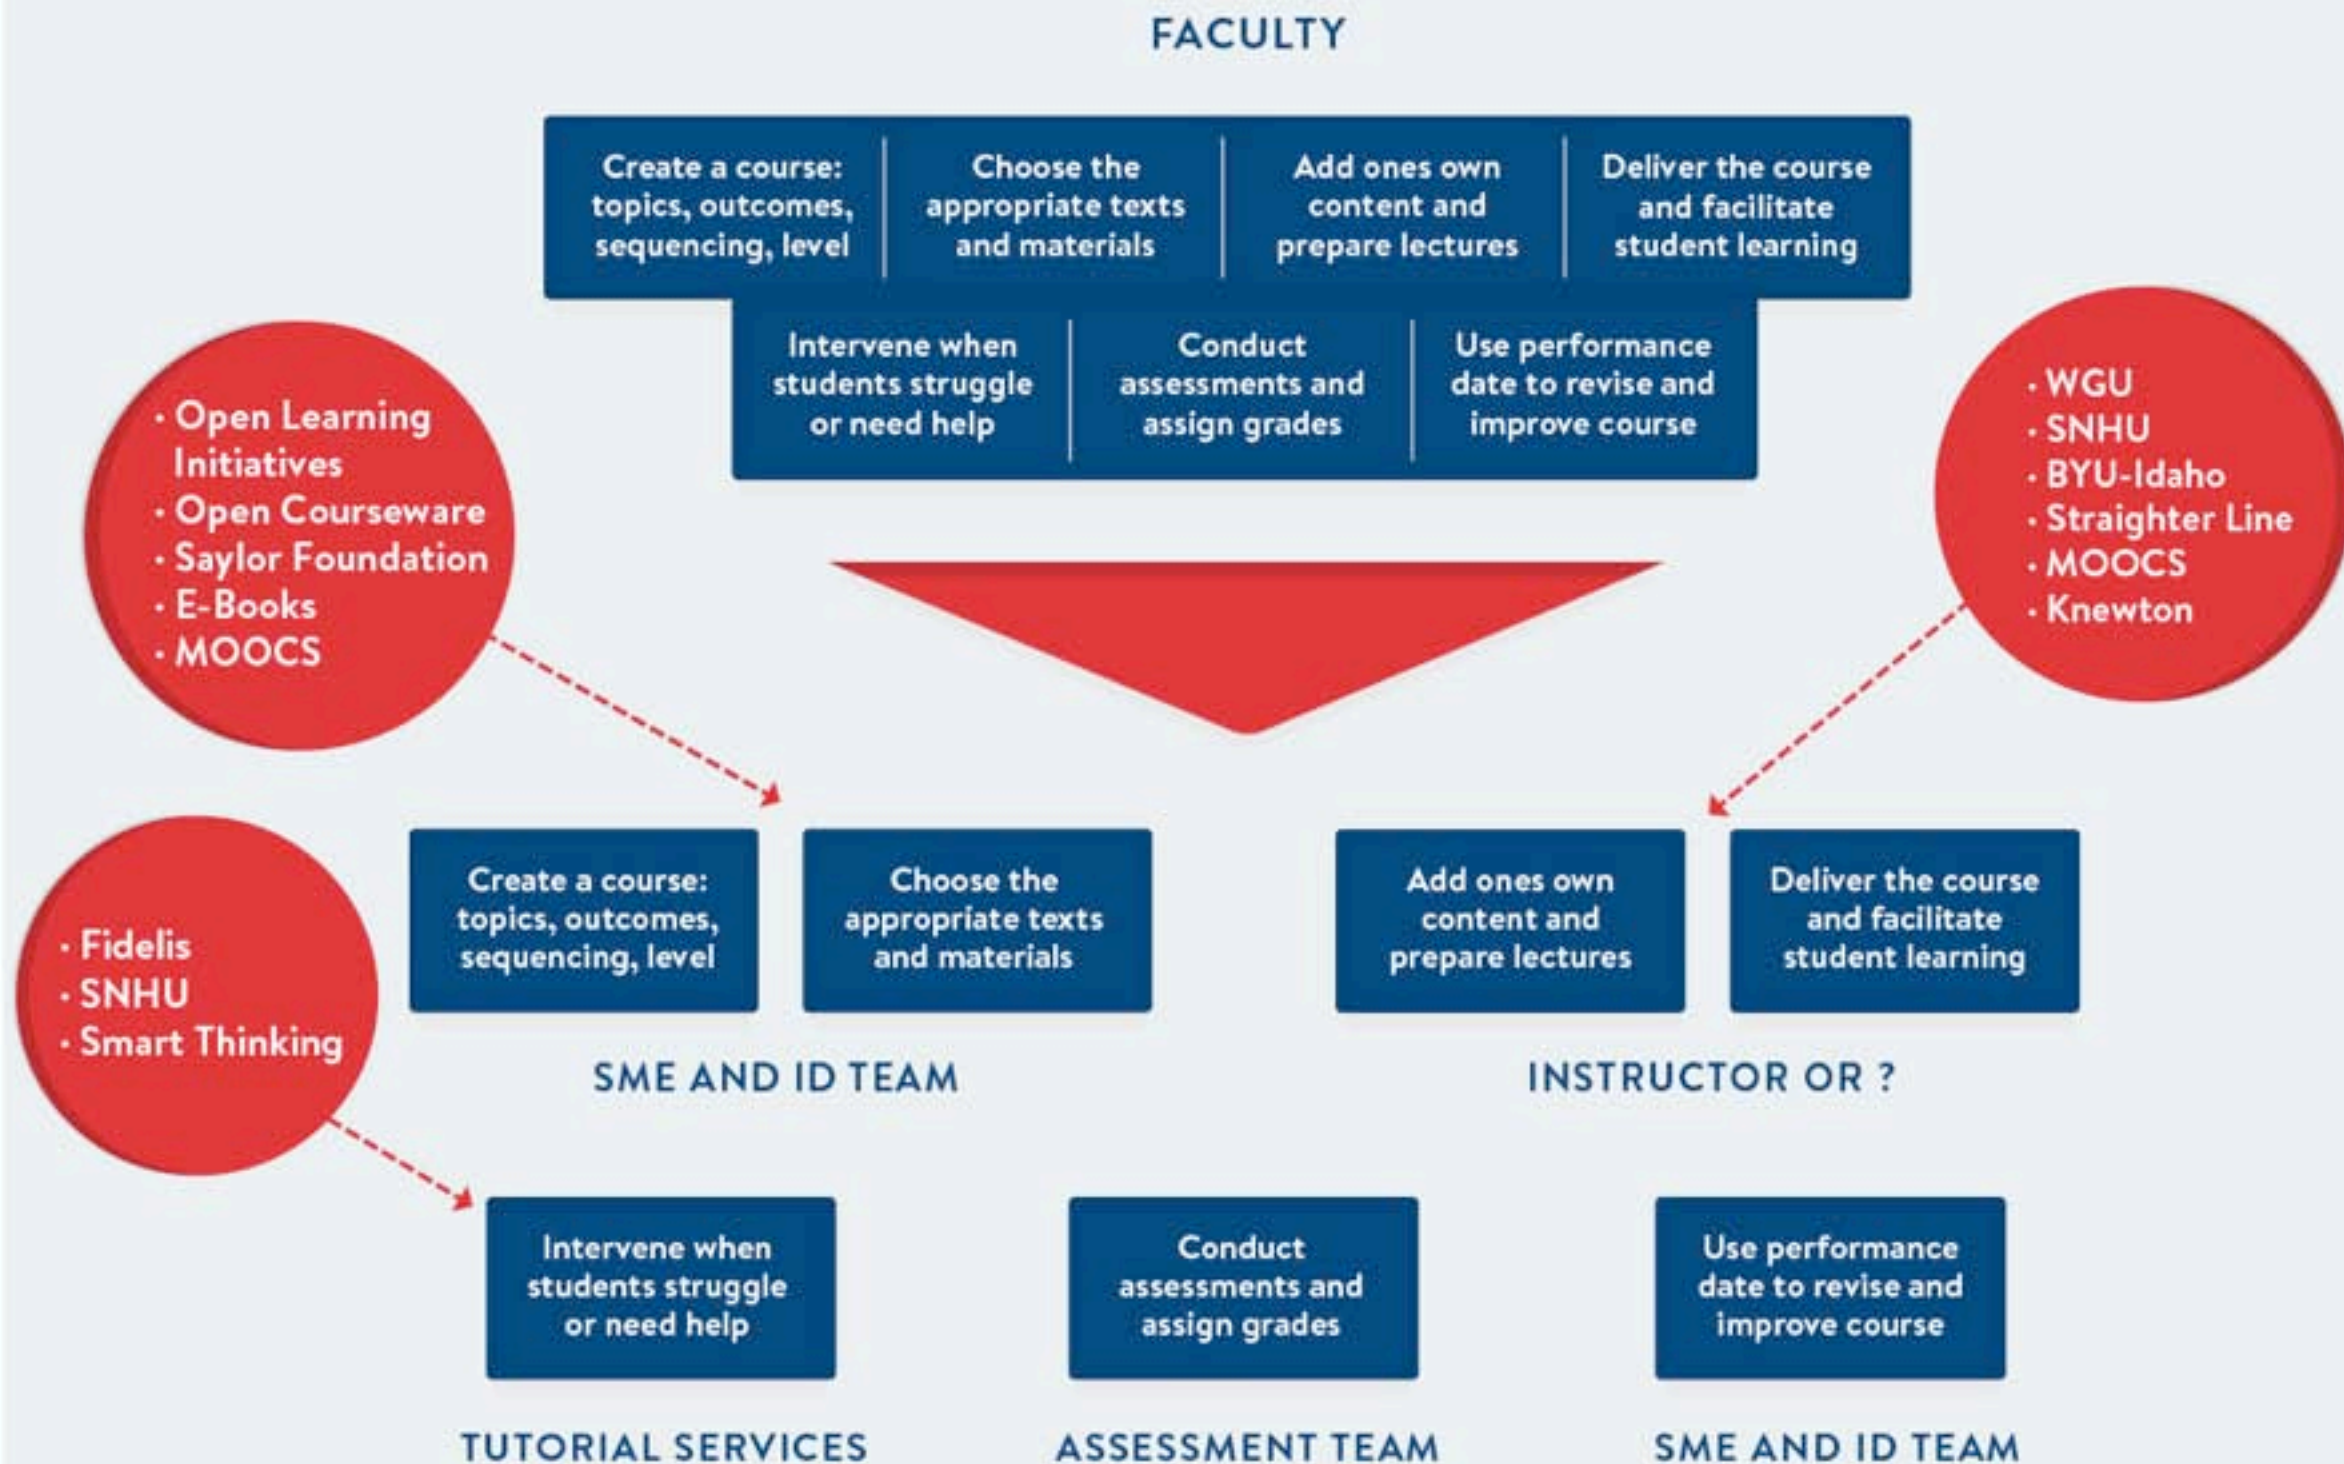 FACULTY
Create a course:
topics, outcomes,
sequencing, level
Choose the
appropriate texts
and materials
Add ones own
content and
prepare lectures
Deliver the course
and facilitate
student learning
Intervene when
students struggle
or need help
Conduct
assessments and
assign grades
Use performance
date to revise and
improve course
· Open Learning
Initiatives
· Open Courseware
· Saylor Foundation
· E-Books
· MOOCS
· WGU
· SNHU
· BYU-Idaho
· Straighter Line
· MOOCS
· Knewton
· Fidelis
· SNHU
· Smart Thinking
Create a course:
topics, outcomes,
sequencing, level
Choose the
appropriate texts
and materials
SME AND ID TEAM
Add ones own
content and
prepare lectures
Deliver the course
and facilitate
student learning
INSTRUCTOR OR ?
Intervene when
students struggle
or need help
TUTORIAL SERVICES
Conduct
assessments and
assign grades
ASSESSMENT TEAM
Use performance
date to revise and
improve course
SME AND ID TEAM